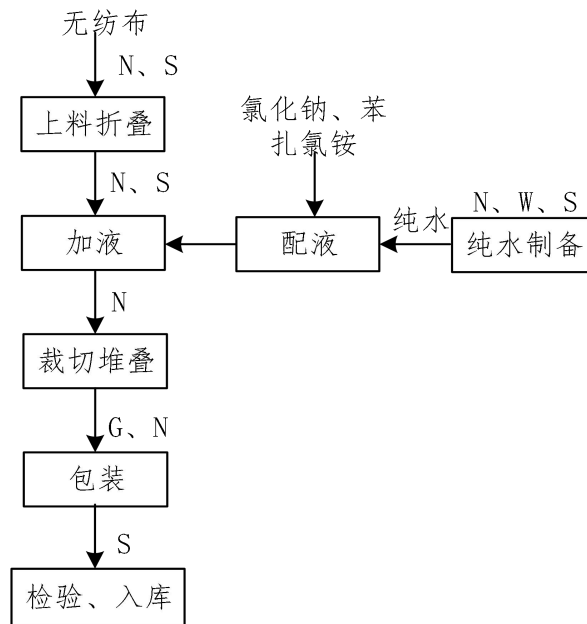 无纺布
N、S
上料折叠
N、S
加液
N
裁切堆叠
G、N
包装
S
检验、入库
氯化钠、苯
扎氯铵
配液
纯水
N、W、S
纯水制备